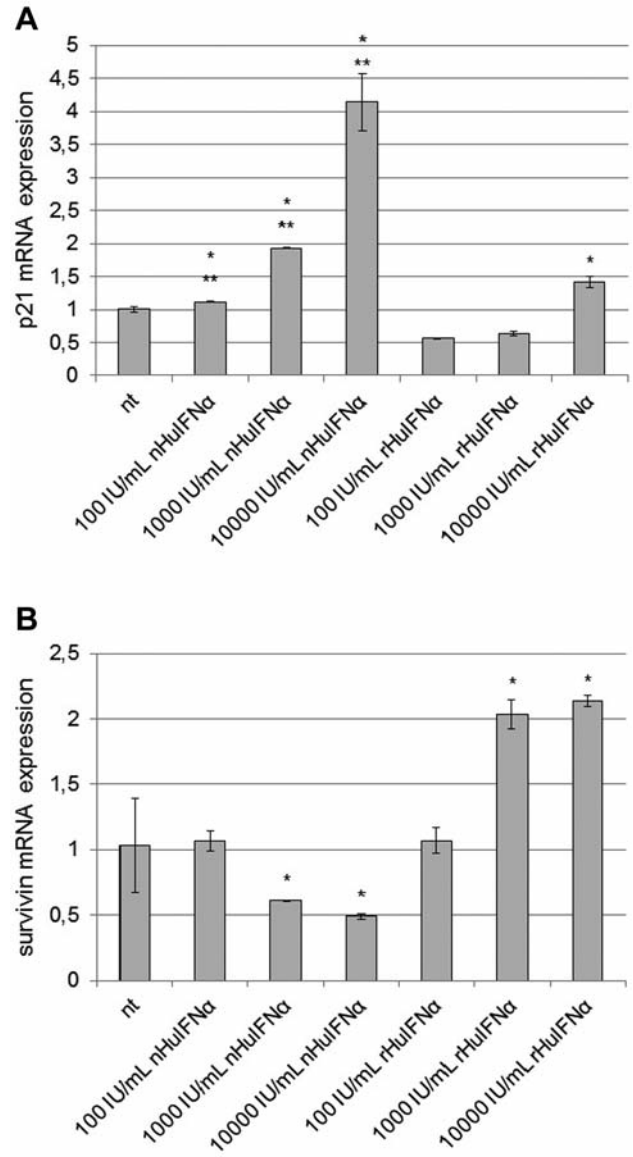 A
p21 mRNA expression
5
4,5
4
3,5
3
2,5
2
1,5
1
0,5
0
*
**
*
**
*
**
*
nt
100 IU/mL nHuIFNα
1000 IU/mL nHuIFNα
10000 IU/mL nHuIFNα
100 IU/mL rHuIFNα
1000 IU/mL rHuIFNα
10000 IU/mL rHuIFNα
B
survivin mRNA expression
2,5
2
1,5
1
0,5
0
*
*
*
*
nt
100 IU/mL nHuIFNα
1000 IU/mL nHuIFNα
10000 IU/mL nHuIFNα
100 IU/mL rHuIFNα
1000 IU/mL rHuIFNα
10000 IU/mL rHuIFNα